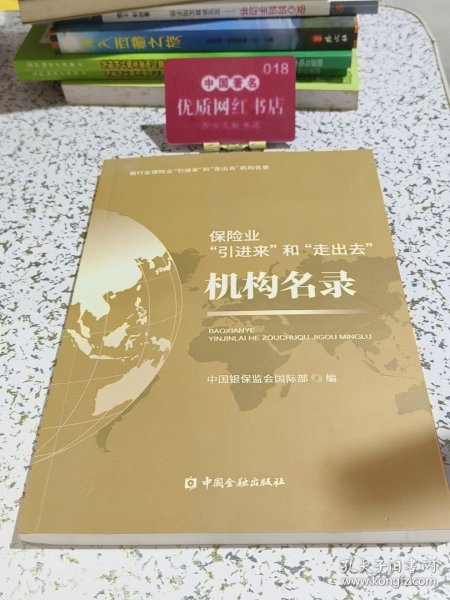 018
中国著名
优质网红书店
银行业保险业“引进来”和“走出去”机构名录
保险业
“引进来”和“走出去”
机构名录
BAOXIANYE
YINJINLAI HE ZOUCHUQU JIGOU MINGLU
中国银保监会国际部 编
中国金融出版社
孔夫子旧书网
www.kongfz.com